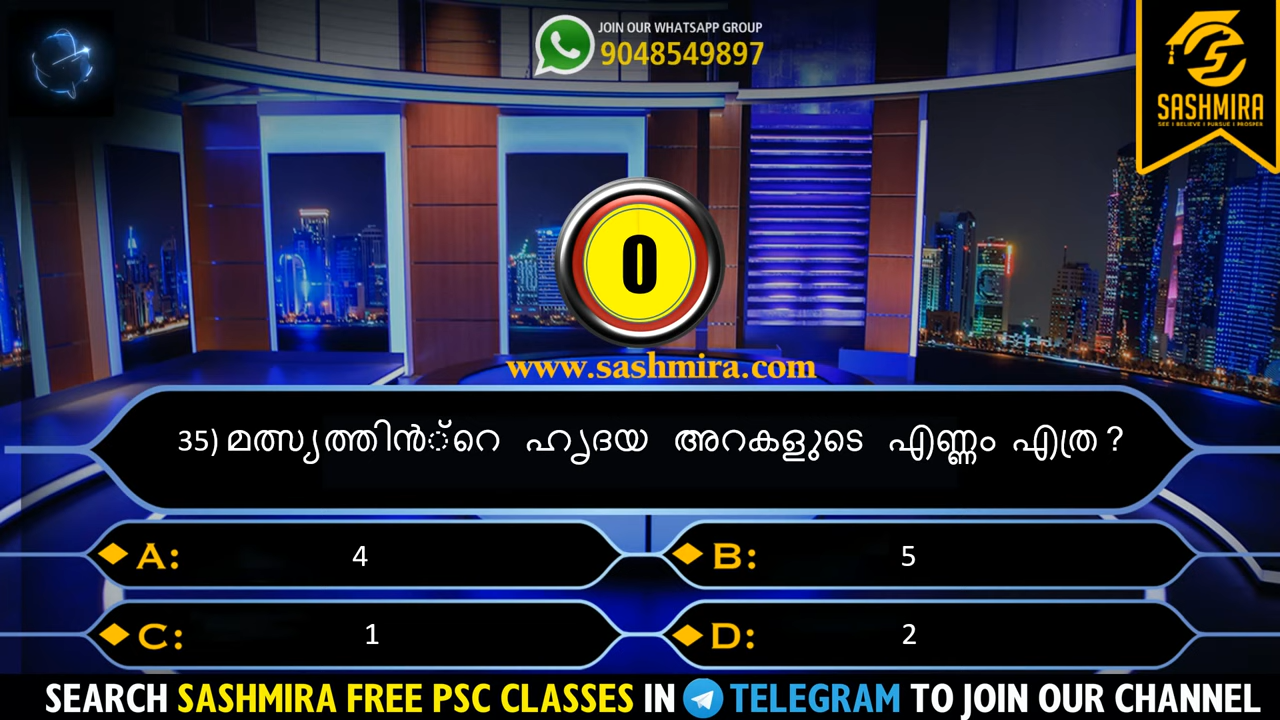 JOIN OUR WHATSAPP GROUP
9048549897
SASHMIRA
SEE I BELIEVE I PURSUE I PROSPER
0
www.sashmira.com
35) മത്സ്യത്തിൻ്റെ ഹൃദയ അറകളുടെ എണ്ണം എത്ര ?
A: 4
B: 5
C: 1
D: 2
SEARCH SASHMIRA FREE PSC CLASSES IN TELEGRAM TO JOIN OUR CHANNEL